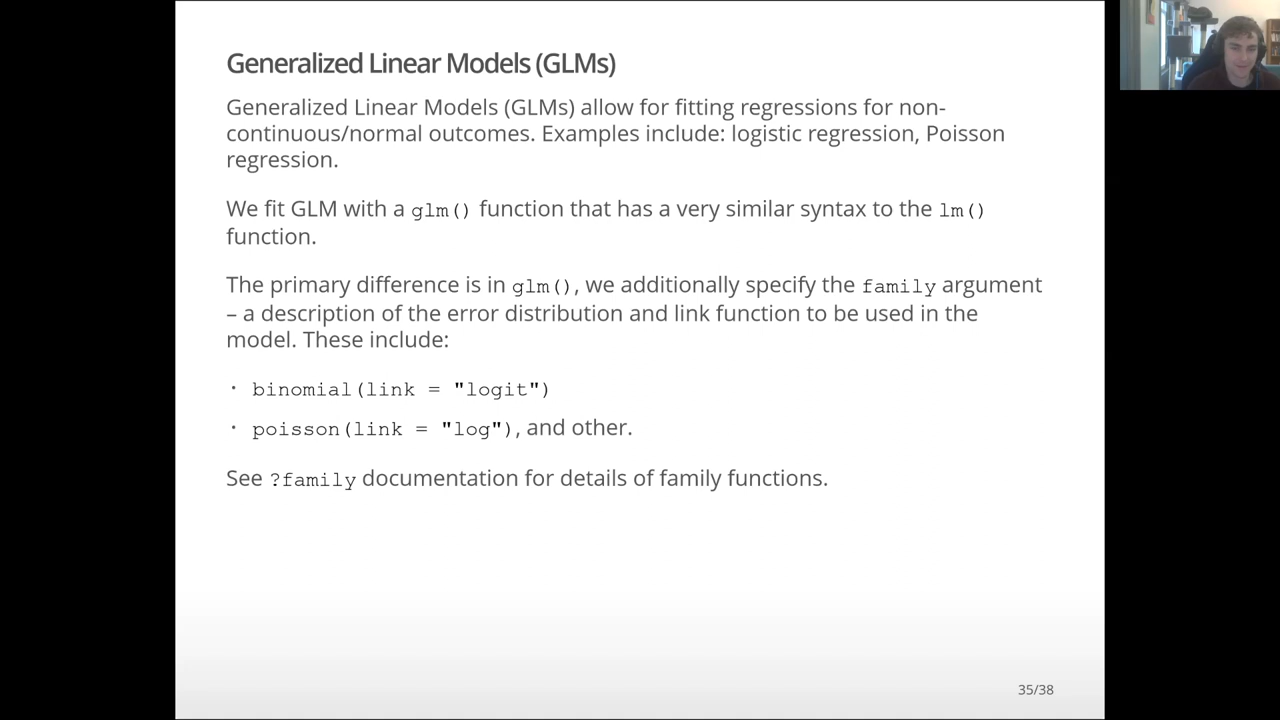 Generalized Linear Models (GLMs)
Generalized Linear Models (GLMs) allow for fitting regressions for non-
continuous/normal outcomes. Examples include: logistic regression, Poisson
regression.
We fit GLM with a glm() function that has a very similar syntax to the lm()
function.
The primary difference is in glm(), we additionally specify the family argument
– a description of the error distribution and link function to be used in the
model. These include:
· binomial(link = "logit")
· poisson(link = "log"), and other.
See ?family documentation for details of family functions.
35/38